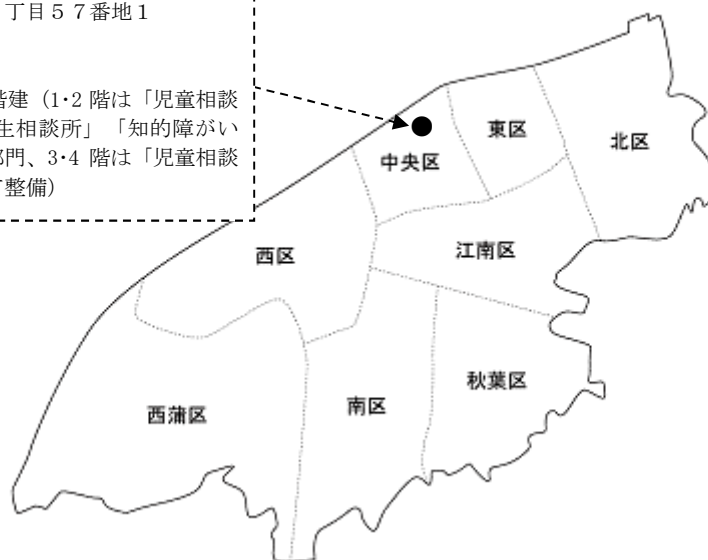 丁目５７番地１
階建（1･2 階は「児童相談
生相談所」「知的障がい
部門、3･4 階は「児童相談
て整備）
東区
北区
中央区
西区
江南区
秋葉区
南区
西蒲区